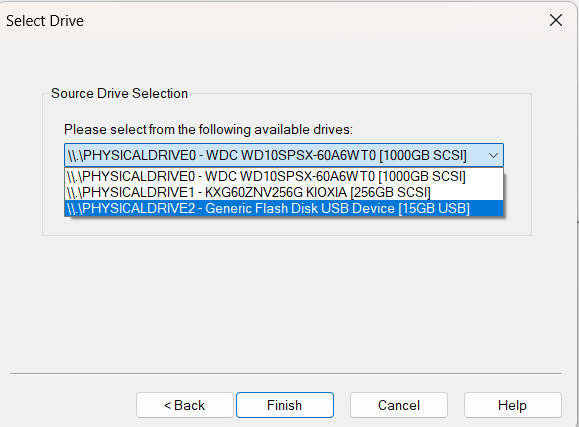 Select Drive
Source Drive Selection
Please select from the following available drives:
\\.\PHYSICALDRIVE0 - WDC WD10SPSX-60A6WT0 [1000GB SCSI]
\\.\PHYSICALDRIVE0 - WDC WD10SPSX-60A6WT0 [1000GB SCSI]
\\.\PHYSICALDRIVE1 - KXG60ZNV256G KIOXIA [256GB SCSI]
\\.\PHYSICALDRIVE2 - Generic Flash Disk USB Device [15GB USB]
< Back Finish Cancel Help